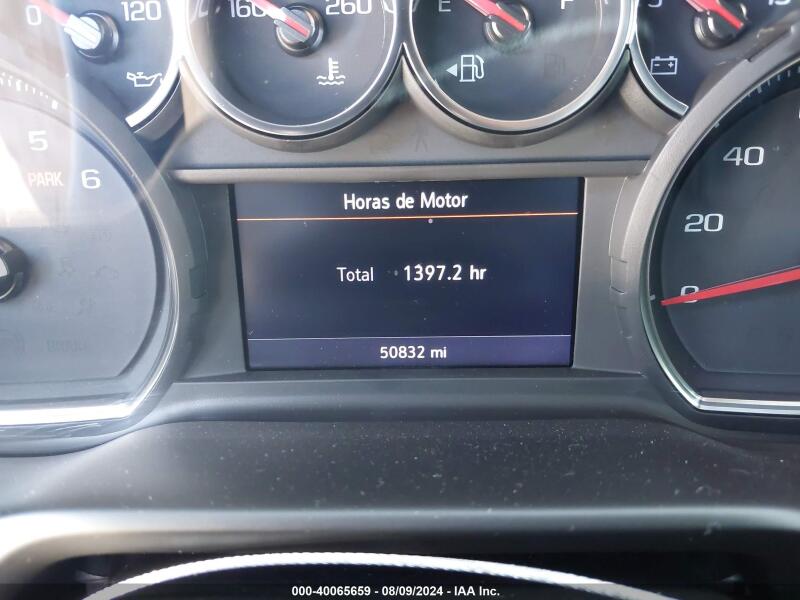 0 120 160 260 E F
5
PARK 6
40
20
0
Horas de Motor
Total 1397.2 hr
50832 mi
000-40065659 - 08/09/2024 - IAA Inc.